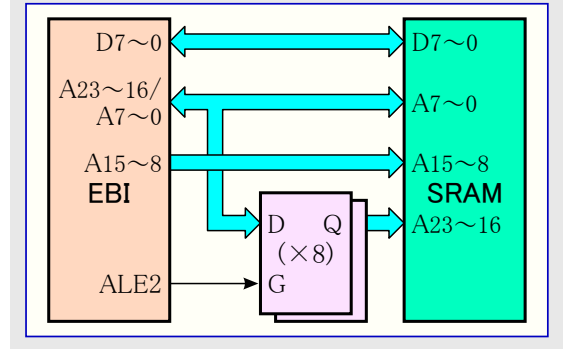 D7～0
A23～16/
A7～0
A15～8
EBI
ALE2
D Q
(×8)
G
D7～0
A7～0
A15～8
SRAM
A23～16